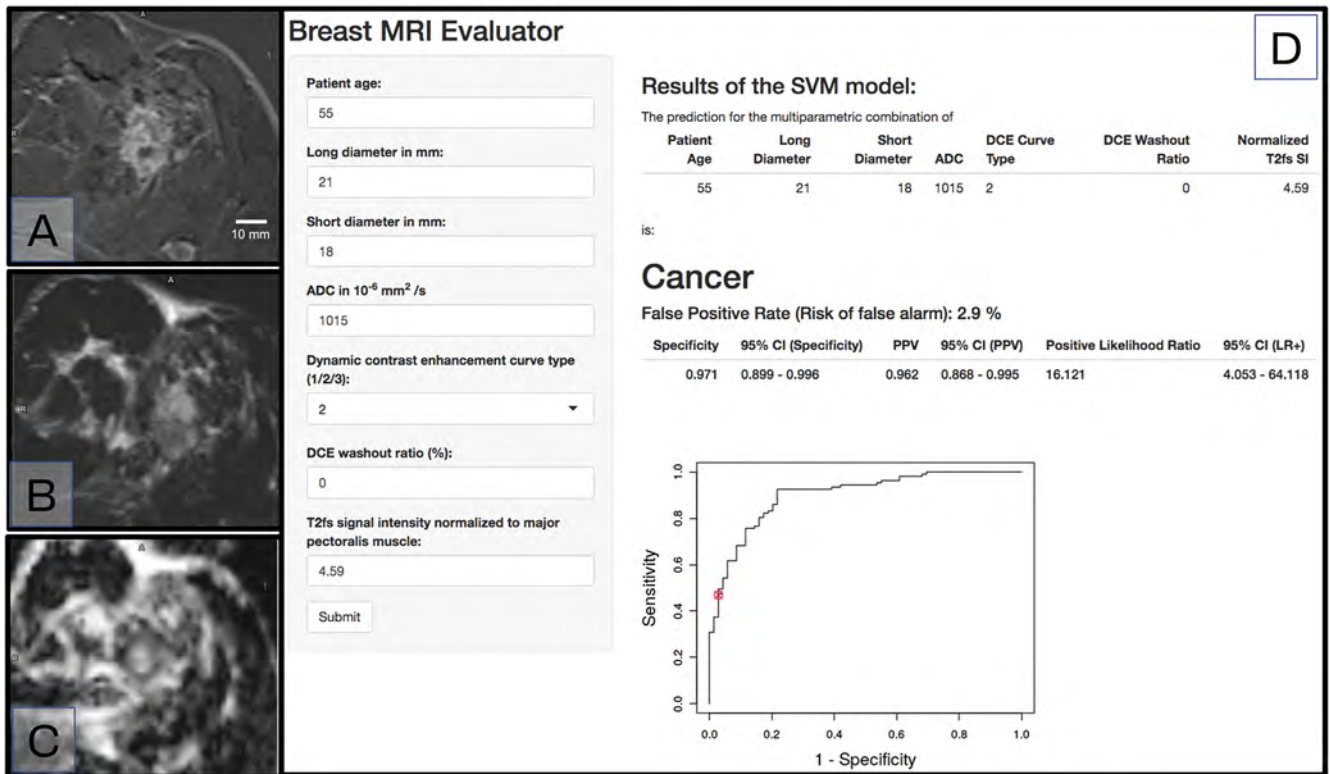 A
10 mm
A
B
A
C
Breast MRI Evaluator
Patient age:
55
Long diameter in mm:
21
Short diameter in mm:
18
ADC in 10⁻⁶ mm² /s
1015
Dynamic contrast enhancement curve type
(1/2/3):
2
DCE washout ratio (%):
0
T2fs signal intensity normalized to major
pectoralis muscle:
4.59
Submit
D
Results of the SVM model:
The prediction for the multiparametric combination of
Patient Age Long Diameter Short Diameter ADC DCE Curve Type DCE Washout Ratio Normalized T2fs SI
55 21 18 1015 2 0 4.59
is:
Cancer
False Positive Rate (Risk of false alarm): 2.9 %
Specificity 95% CI (Specificity) PPV 95% CI (PPV) Positive Likelihood Ratio 95% CI (LR+)
0.971 0.899 - 0.996 0.962 0.868 - 0.995 16.121 4.053 - 64.118
Sensitivity
1.0
0.8
0.6
0.4
0.2
0.0
0.0 0.2 0.4 0.6 0.8 1.0
1 - Specificity